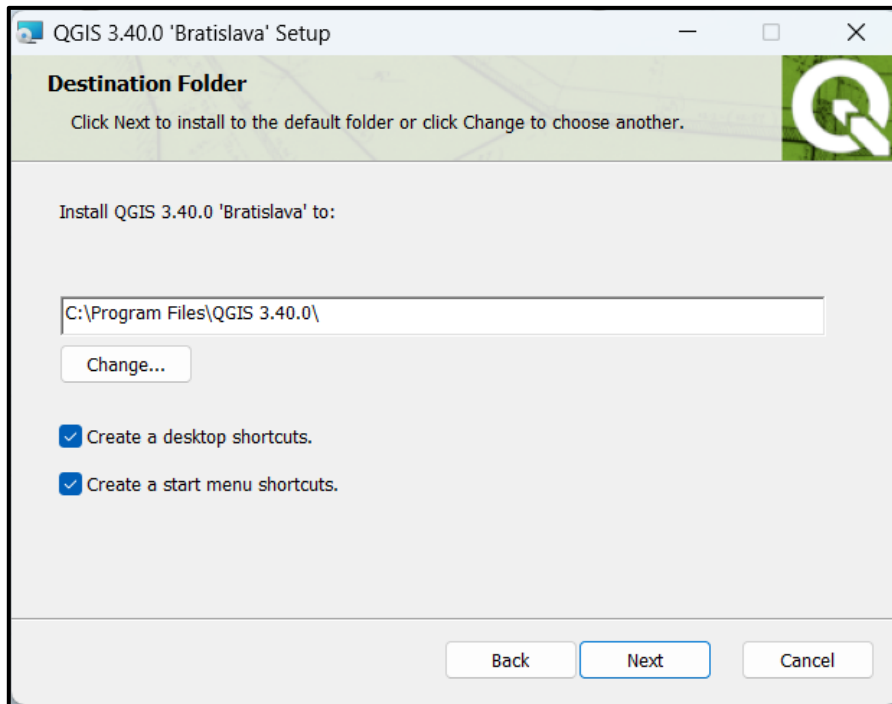 QGIS 3.40.0 'Bratislava' Setup
Destination Folder
Click Next to install to the default folder or click Change to choose another.
Install QGIS 3.40.0 'Bratislava' to:
C:\Program Files\QGIS 3.40.0\
Change...
Create a desktop shortcuts.
Create a start menu shortcuts.
Back Next Cancel